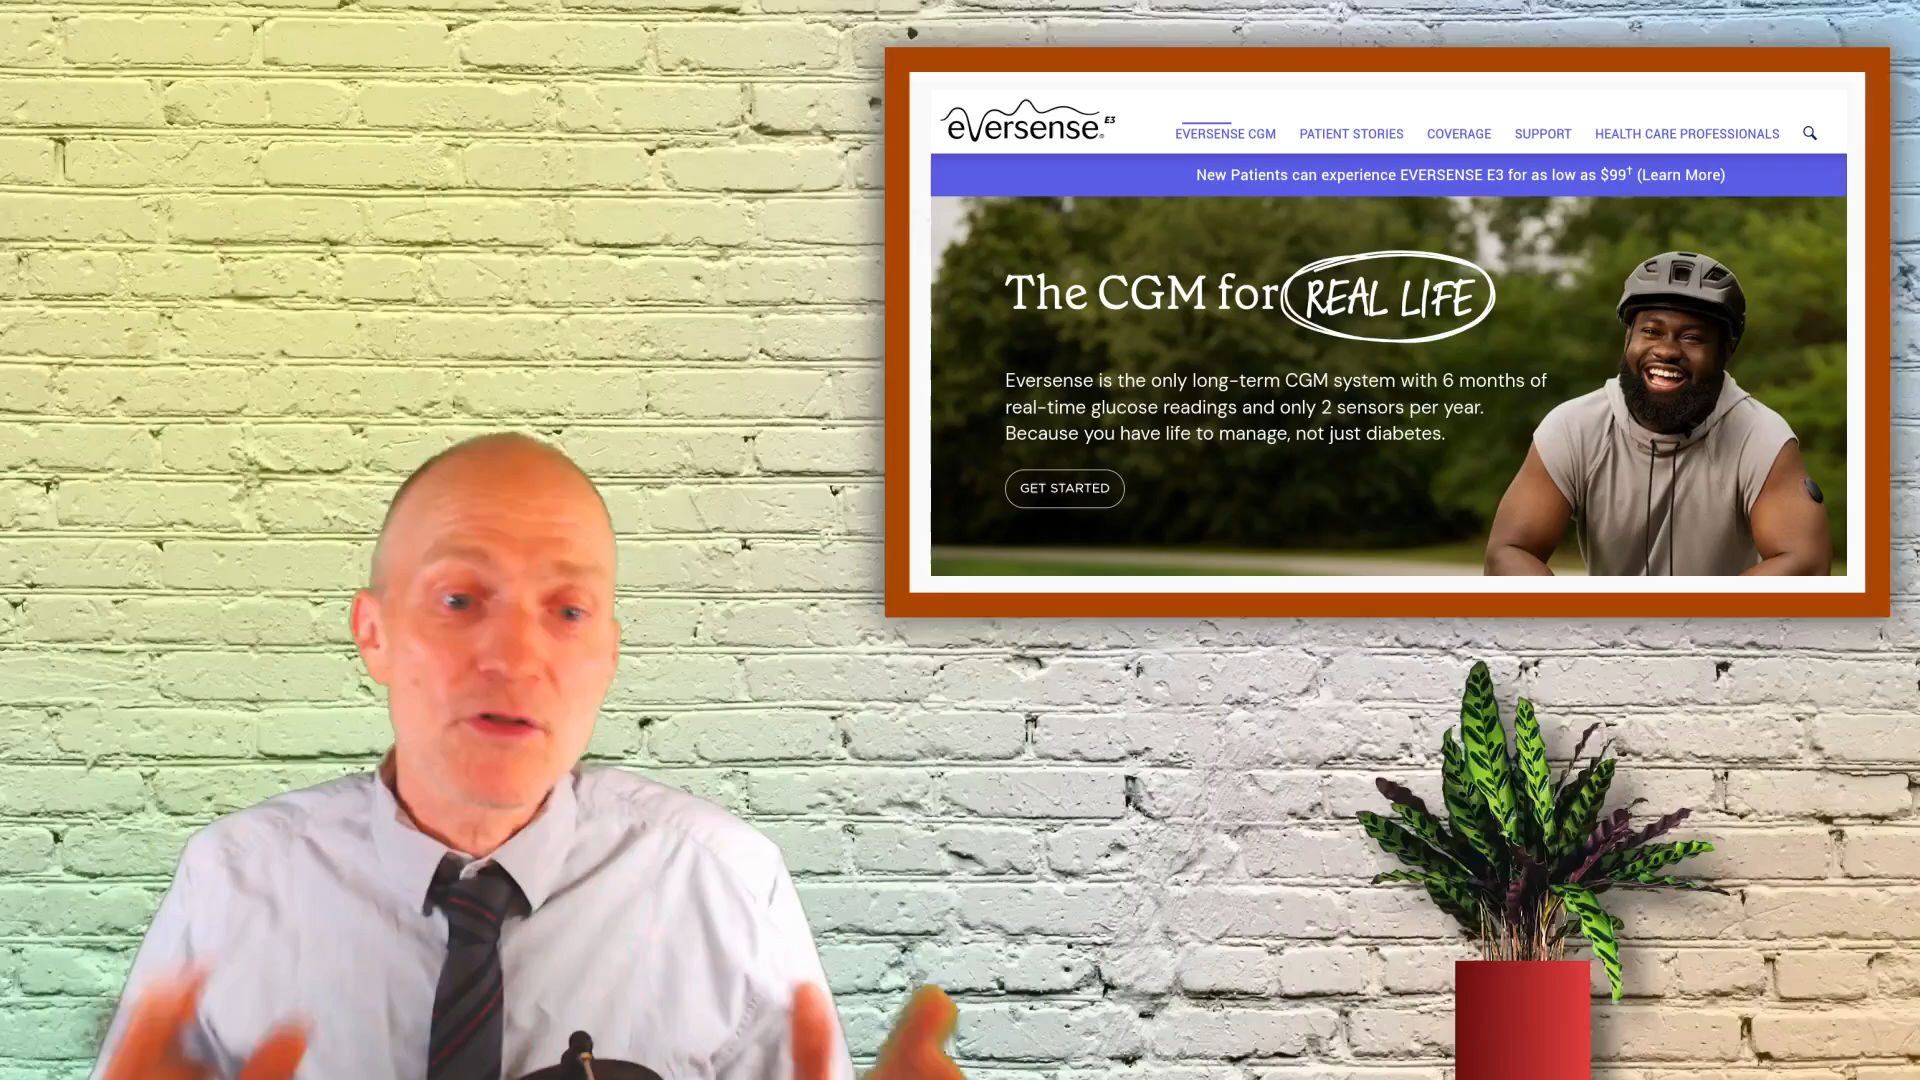 eversense® E3
EVERSENSE CGM PATIENT STORIES COVERAGE SUPPORT HEALTH CARE PROFESSIONALS
New Patients can experience EVERSENSE E3 for as low as $99† (Learn More)
The CGM for REAL LIFE
Eversense is the only long-term CGM system with 6 months of
real-time glucose readings and only 2 sensors per year.
Because you have life to manage, not just diabetes.
GET STARTED